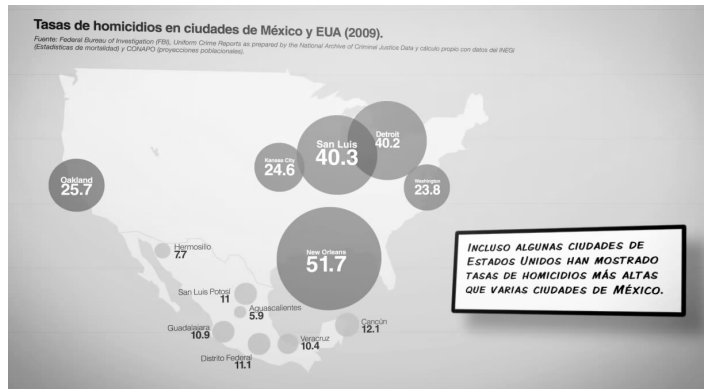 Tasas de homicidios en ciudades de México y EUA (2009).
Fuente: Federal Bureau of Investigation (FBI), Uniform Crime Reports as prepared by the National Archive of Criminal Justice Data y cálculo propio con datos del INEGI
(Estadísticas de mortalidad) y CONAPO (proyecciones poblacionales).
Detroit
40.2
San Luis
40.3
Kansas City
24.6
Oakland
25.7
Washington
23.8
New Orleans
51.7
Hermosillo
7.7
San Luis Potosí
11
Aguascalientes
5.9
Guadalajara
10.9
Distrito Federal
11.1
Veracruz
10.4
Cancún
12.1
INCLUSO ALGUNAS CIUDADES DE
ESTADOS UNIDOS HAN MOSTRADO
TASAS DE HOMICIDIOS MÁS ALTAS
QUE VARIAS CIUDADES DE MÉXICO.